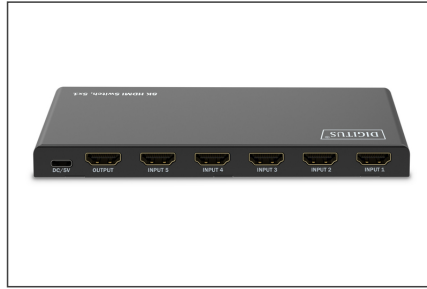 8K HDMI Switch, 5x1
DIGITUS®
DC/5V OUTPUT INPUT 5 INPUT 4 INPUT 3 INPUT 2 INPUT 1